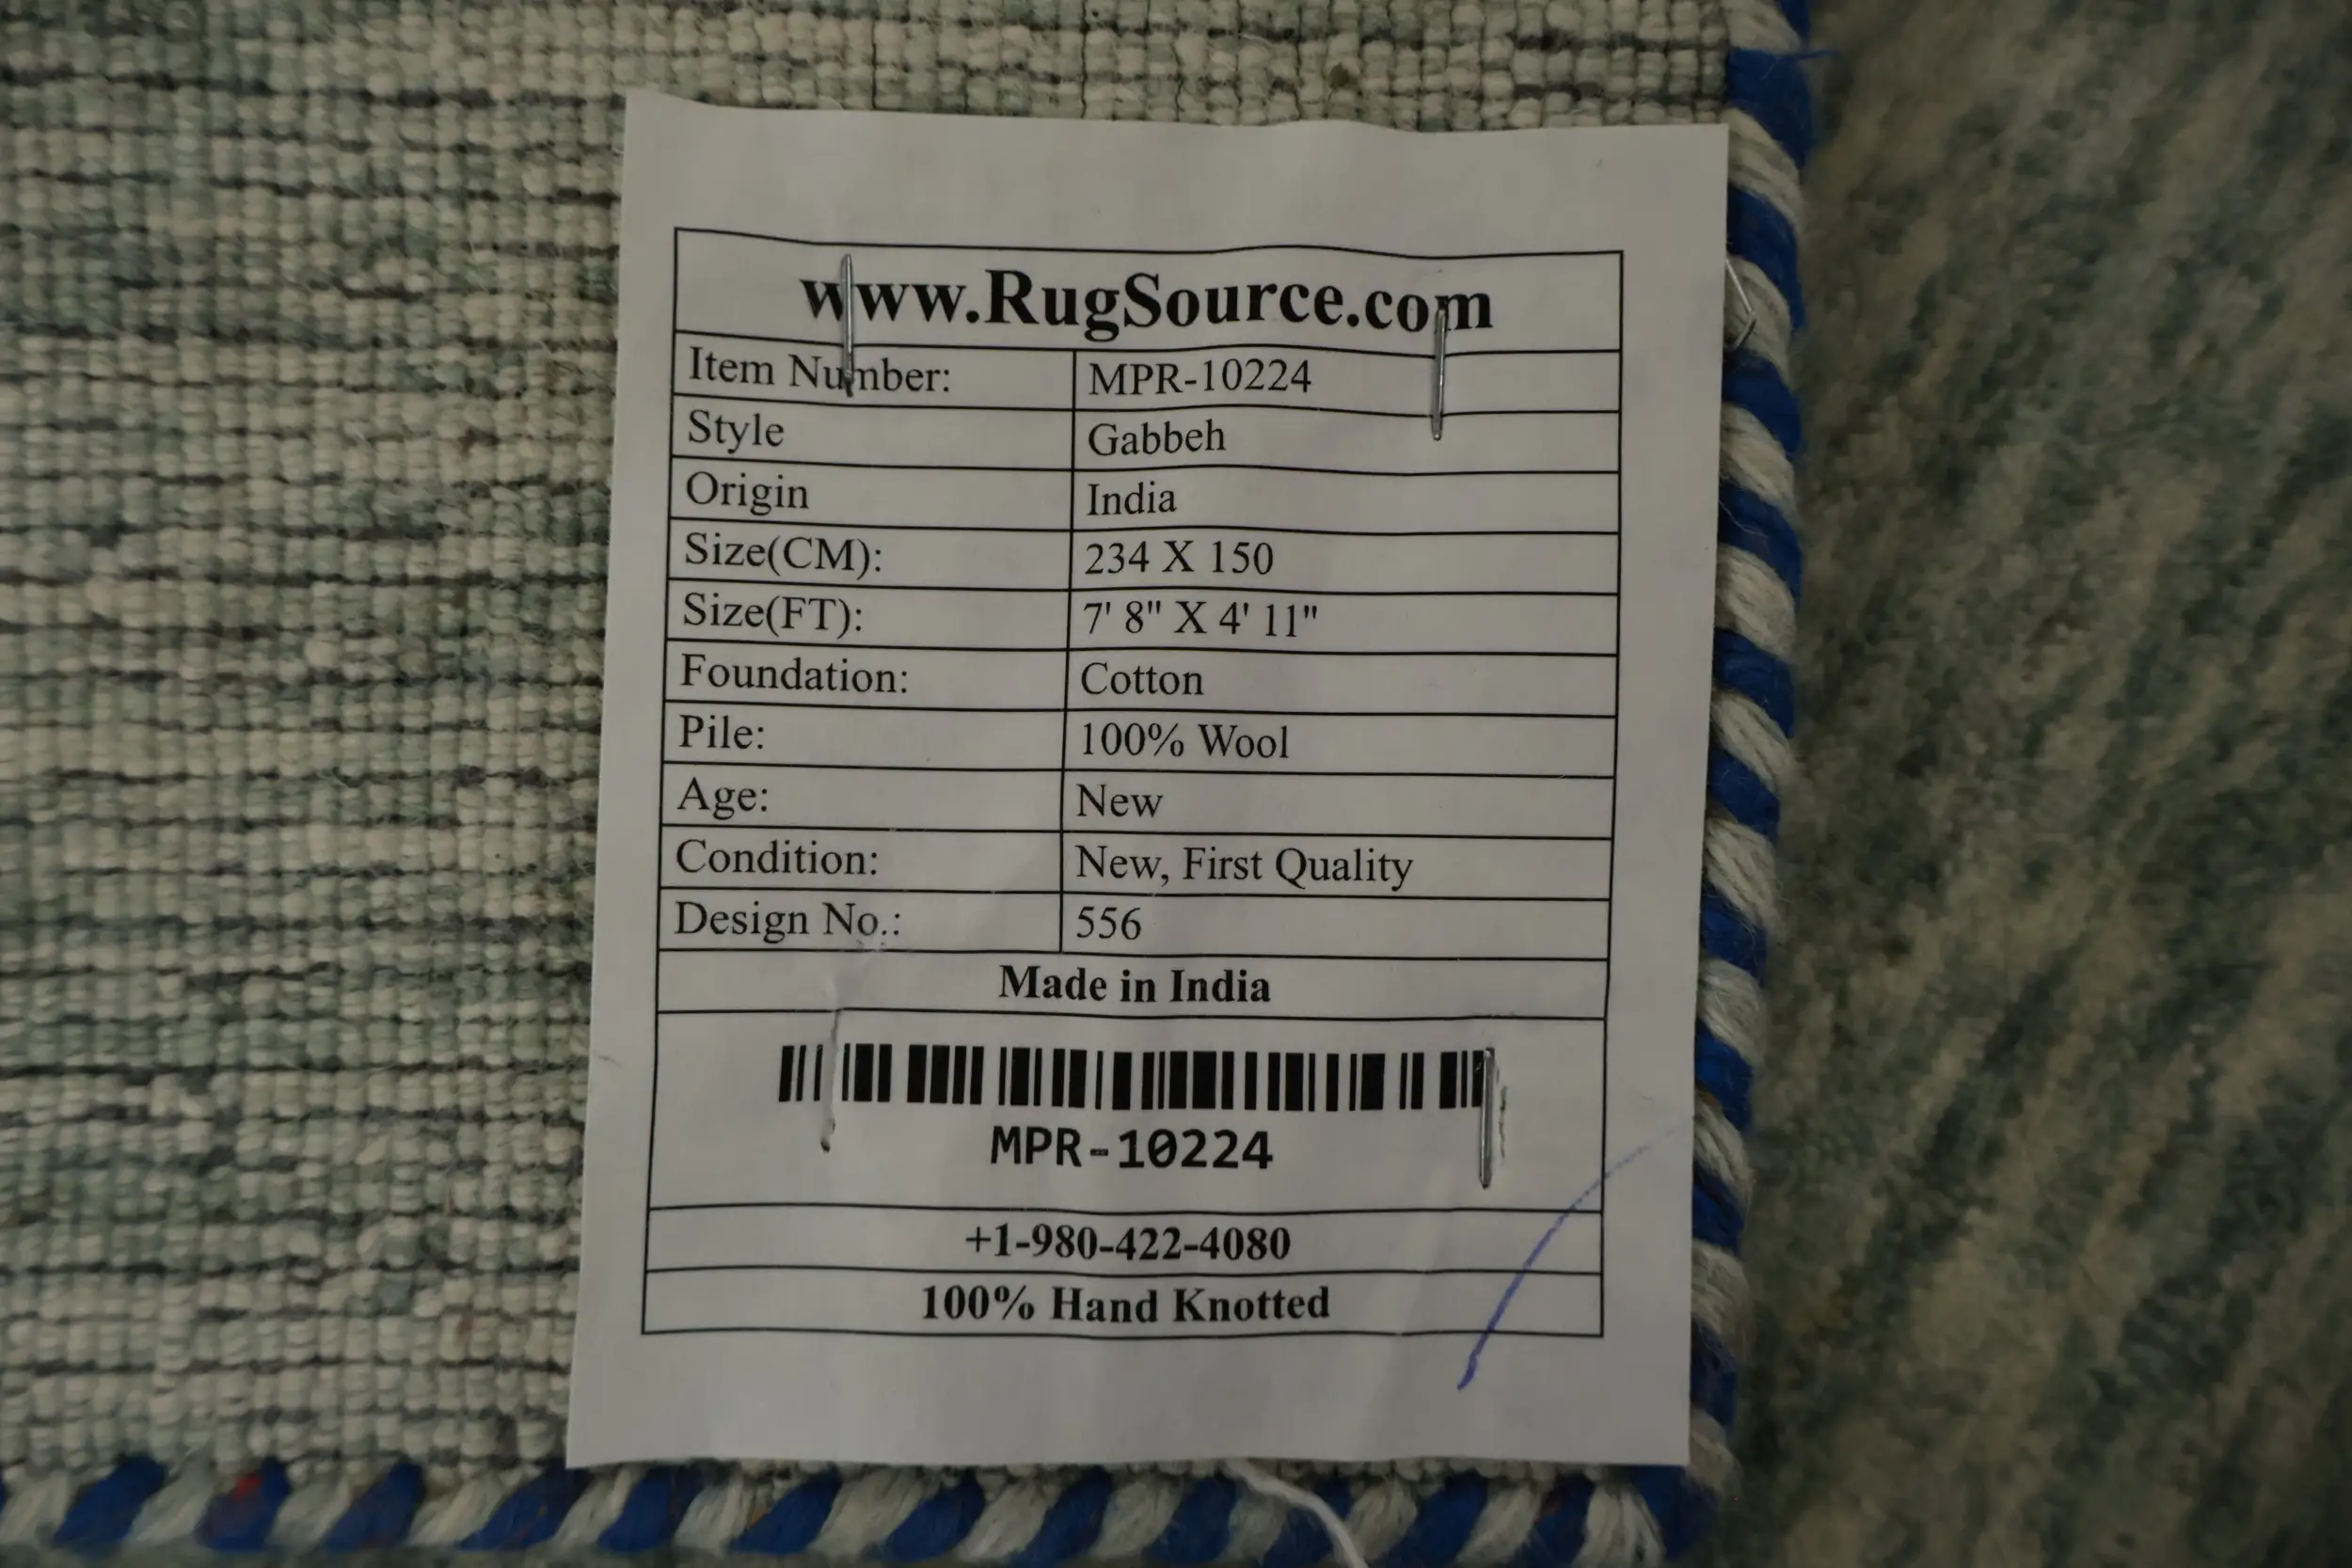 www.RugSource.com
Item Number: MPR-10224
Style Gabbeh
Origin India
Size(CM): 234 X 150
Size(FT): 7' 8" X 4' 11"
Foundation: Cotton
Pile: 100% Wool
Age: New
Condition: New, First Quality
Design No.: 556
Made in India
MPR-10224
+1-980-422-4080
100% Hand Knotted